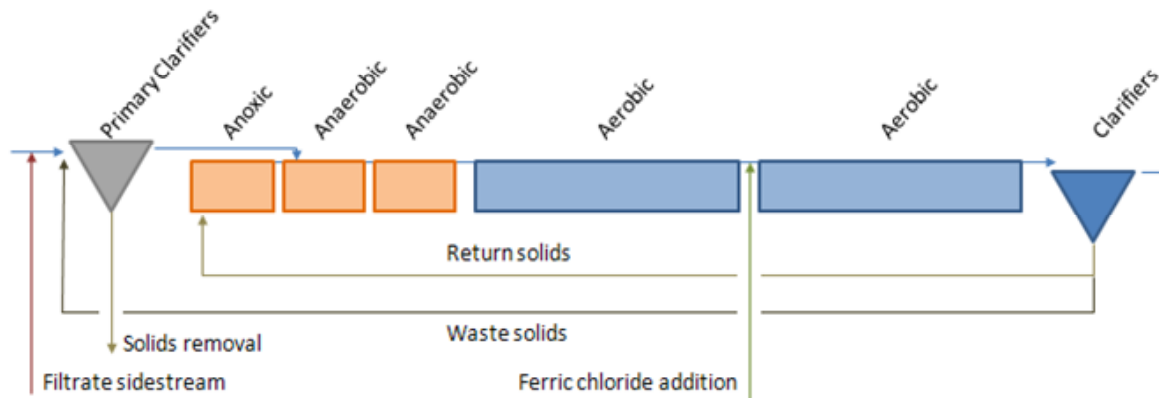 Primary Clarifiers
Anoxic
Anaerobic
Anaerobic
Aerobic
Aerobic
Clarifiers
Return solids
Waste solids
Solids removal
Filtrate sidestream
Ferric chloride addition